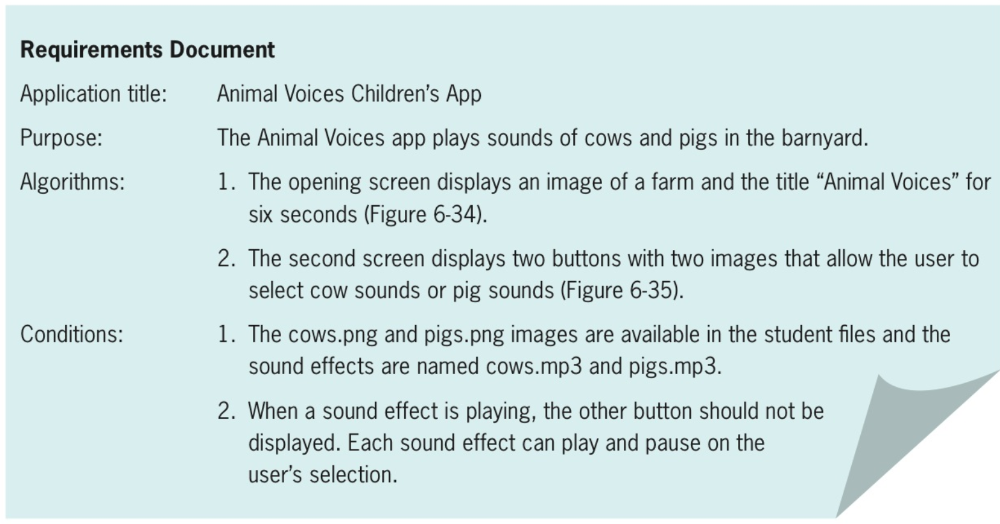 Requirements Document
Application title: Animal Voices Children’s App
Purpose: The Animal Voices app plays sounds of cows and pigs in the barnyard.
Algorithms: 1. The opening screen displays an image of a farm and the title “Animal Voices” for
six seconds (Figure 6-34).
2. The second screen displays two buttons with two images that allow the user to
select cow sounds or pig sounds (Figure 6-35).
Conditions: 1. The cows.png and pigs.png images are available in the student files and the
sound effects are named cows.mp3 and pigs.mp3.
2. When a sound effect is playing, the other button should not be
displayed. Each sound effect can play and pause on the
user’s selection.